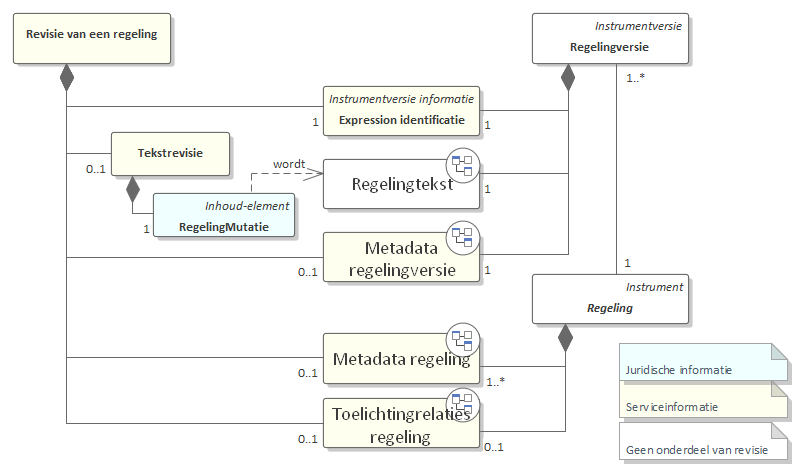 Revisie van een regeling
Instrumentversie
Regelingversie
1..*
Instrumentversie informatie
Expression identificatie
1
1
Tekstrevisie
0..1
wordt
Regelingtekst
1
Inhoud-element
RegelingMutatie
1
Metadata
regelingversie
0..1
1
1
Instrument
Regeling
Metadata regeling
0..1
1..*
Toelichtingrelaties
regeling
0..1
0..1
Juridische informatie
Serviceinformatie
Geen onderdeel van revisie